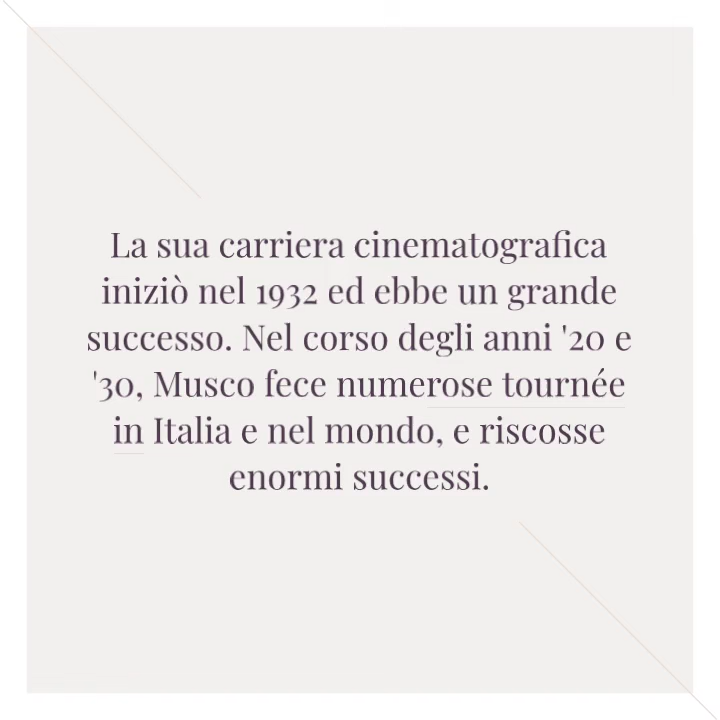 La sua carriera cinematografica
iniziò nel 1932 ed ebbe un grande
successo. Nel corso degli anni '20 e
'30, Musco fece numerose tournée
in Italia e nel mondo, e riscosse
enormi successi.